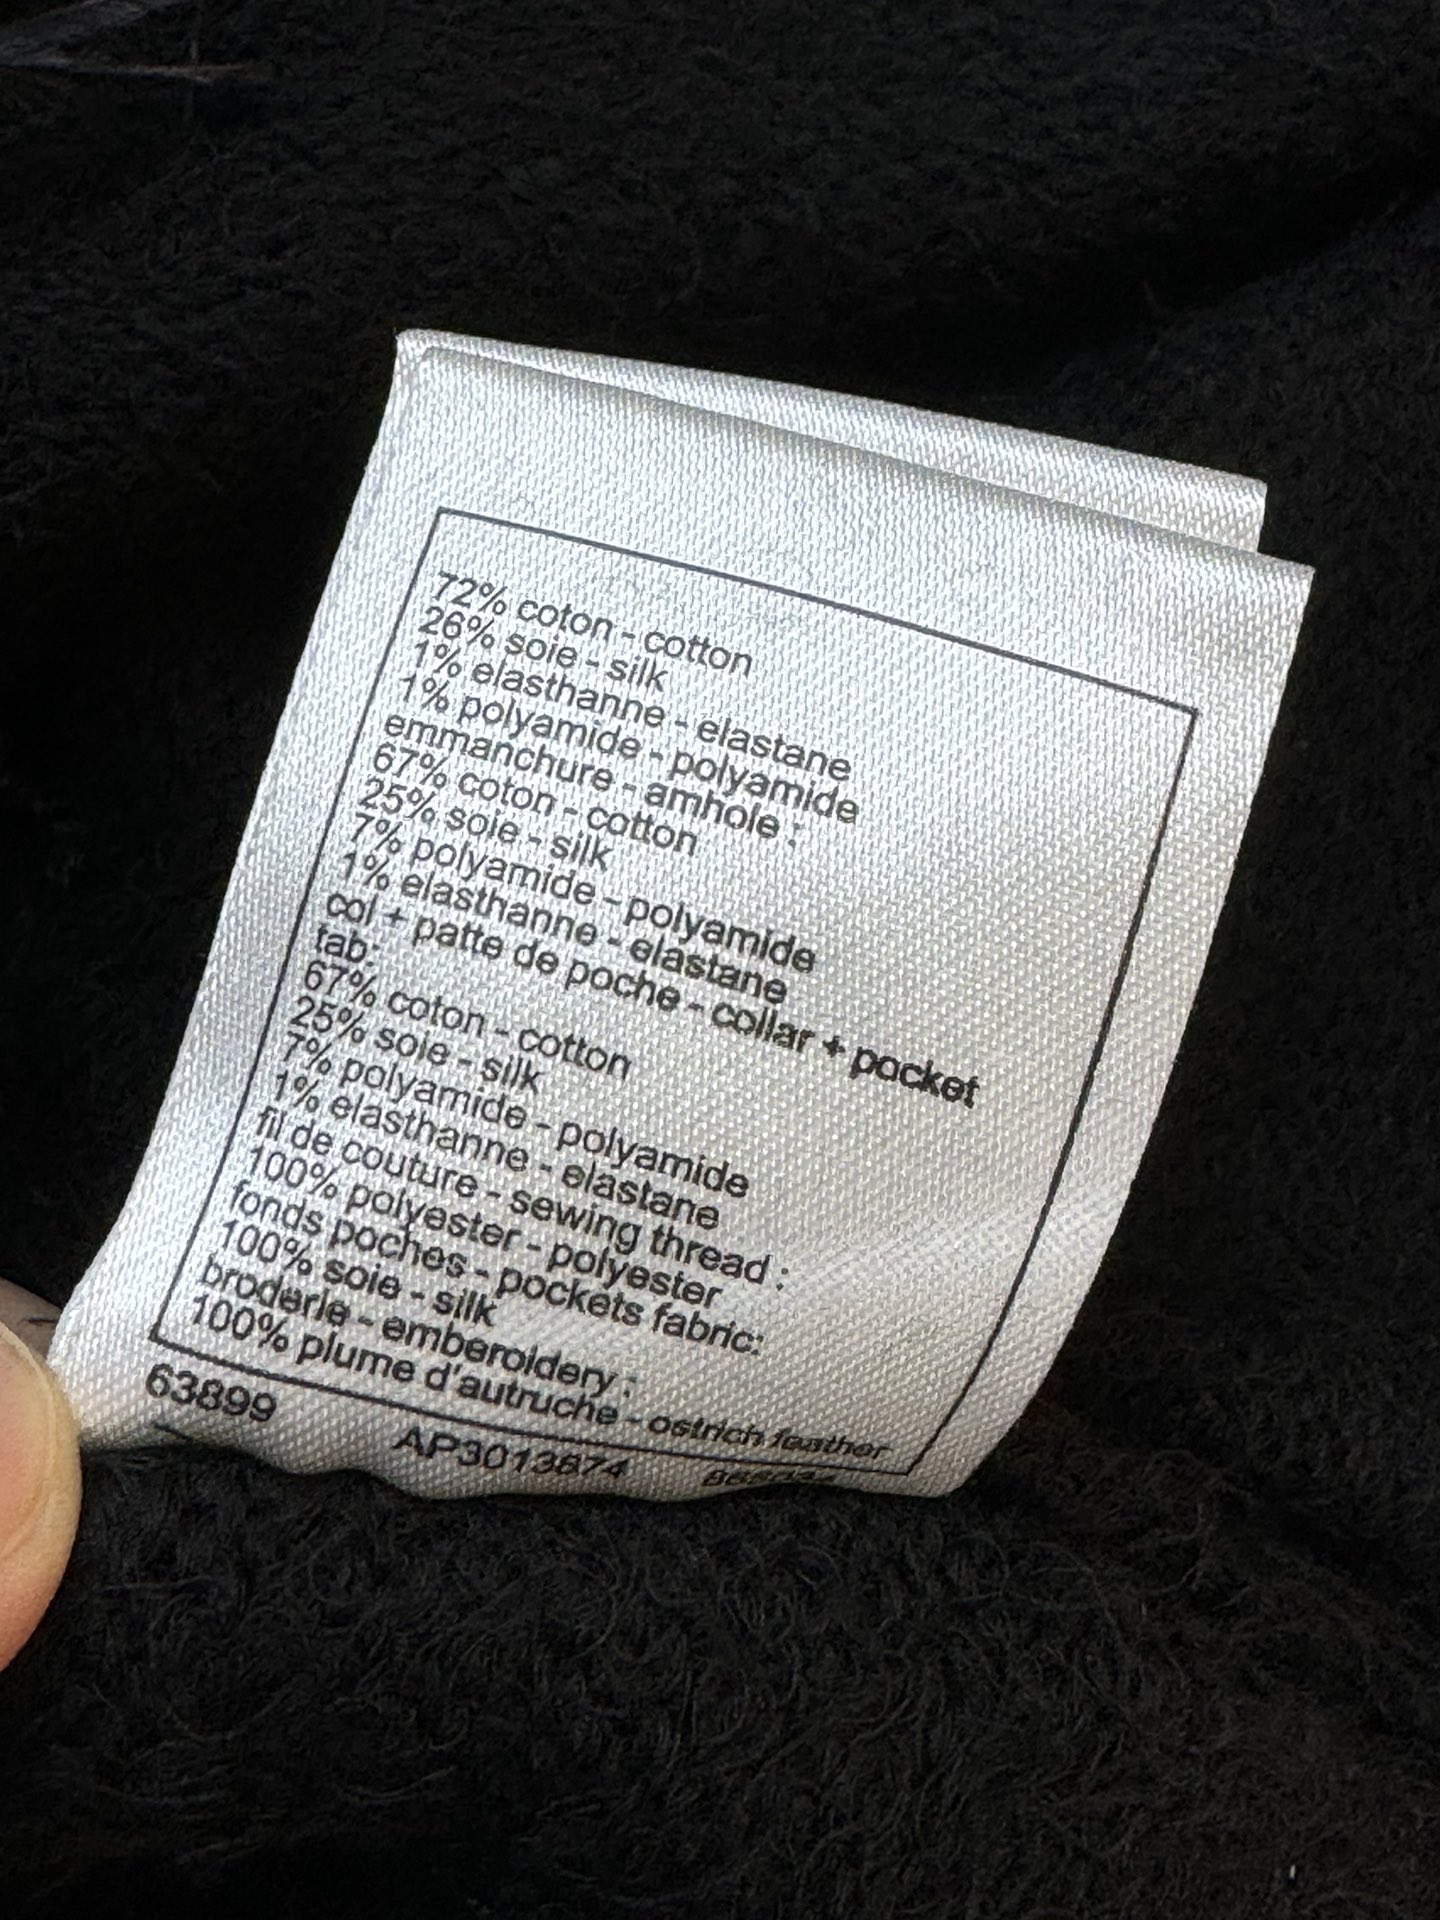 72% coton - cotton
26% soie - silk
1% elasthanne - elastane
1% polyamide - polyamide
emmanchure - amhole :
67% coton - cotton
25% soie - silk
7% polyamide - polyamide
1% elasthanne - elastane
col + patte de poche - collar + pocket
tab:
67% coton - cotton
25% soie - silk
7% polyamide - polyamide
1% elasthanne - elastane
fil de couture - sewing thread :
100% polyester - polyester
fonds poches - pockets fabric:
100% soie - silk
broderie - emberoidery :
100% plume d'autruche - ostrich feather
63899 AP3013874